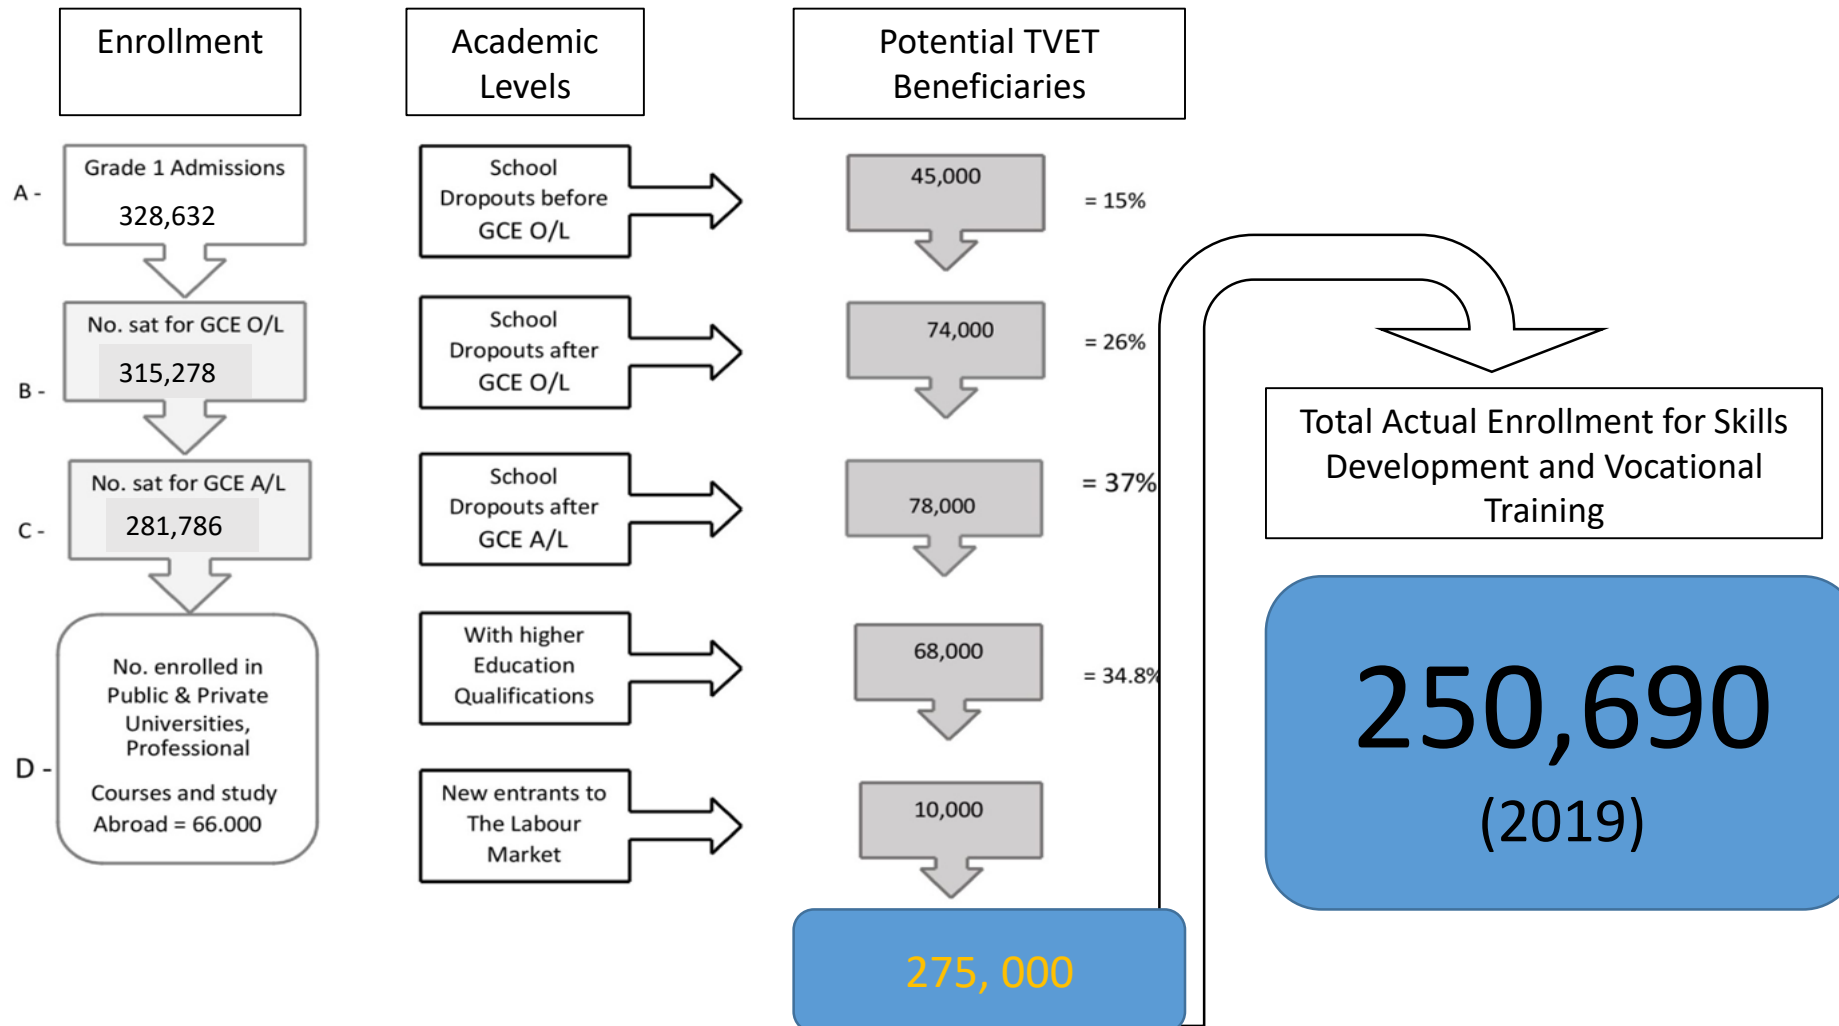 Enrollment
Academic
Levels
Potential TVET
Beneficiaries
A -
Grade 1 Admissions
328,632
School
Dropouts before
GCE O/L
45,000
= 15%
B -
No. sat for GCE O/L
315,278
School
Dropouts after
GCE O/L
74,000
= 26%
C -
No. sat for GCE A/L
281,786
School
Dropouts after
GCE A/L
78,000
= 37%
D -
No. enrolled in
Public & Private
Universities,
Professional
Courses and study
Abroad = 66.000
With higher
Education
Qualifications
68,000
= 34.8%
New entrants to
The Labour
Market
10,000
275, 000
Total Actual Enrollment for Skills
Development and Vocational
Training
250,690
(2019)